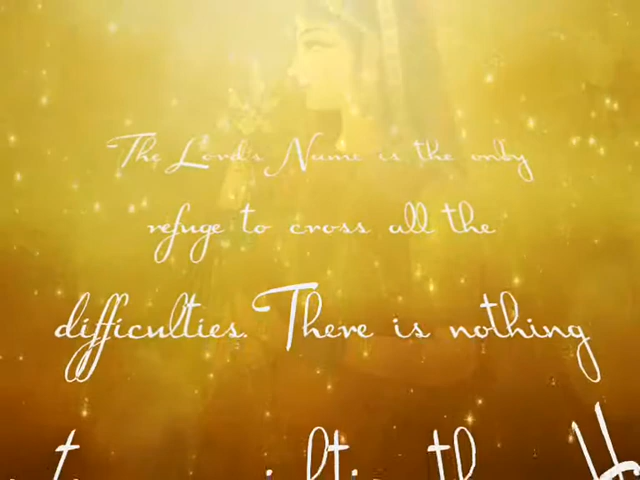 The Lord's Name is the only
refuge to cross all the
difficulties. There is nothing